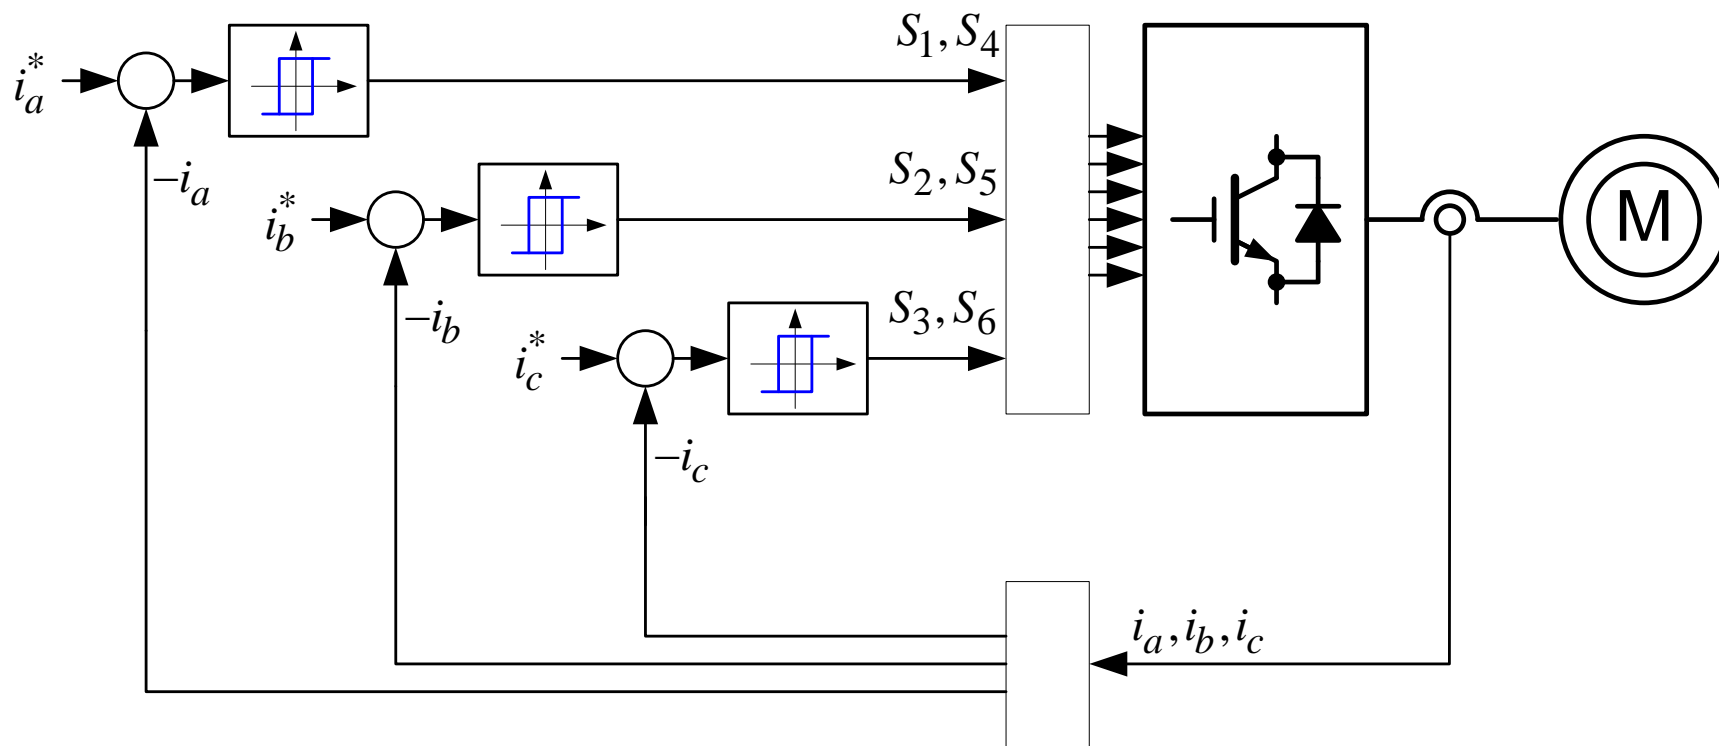 i_a^*
S_1, S_4
−i_a
i_b^*
S_2, S_5
M
−i_b
i_c^*
S_3, S_6
−i_c
i_a, i_b, i_c